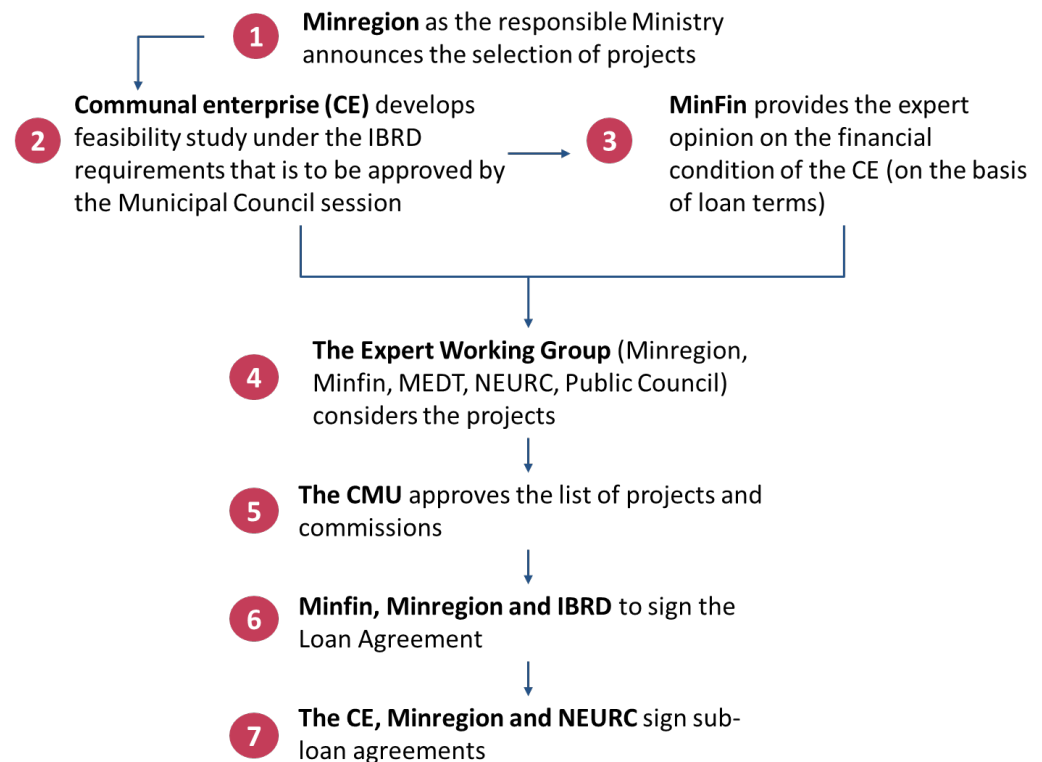 1
Minregion as the responsible Ministry
announces the selection of projects
2
Communal enterprise (CE) develops
feasibility study under the IBRD
requirements that is to be approved by
the Municipal Council session
3
MinFin provides the expert
opinion on the financial
condition of the CE (on the basis
of loan terms)
4
The Expert Working Group (Minregion,
Minfin, MEDT, NEURC, Public Council)
considers the projects
5
The CMU approves the list of projects and
commissions
6
Minfin, Minregion and IBRD to sign the
Loan Agreement
7
The CE, Minregion and NEURC sign sub-
loan agreements